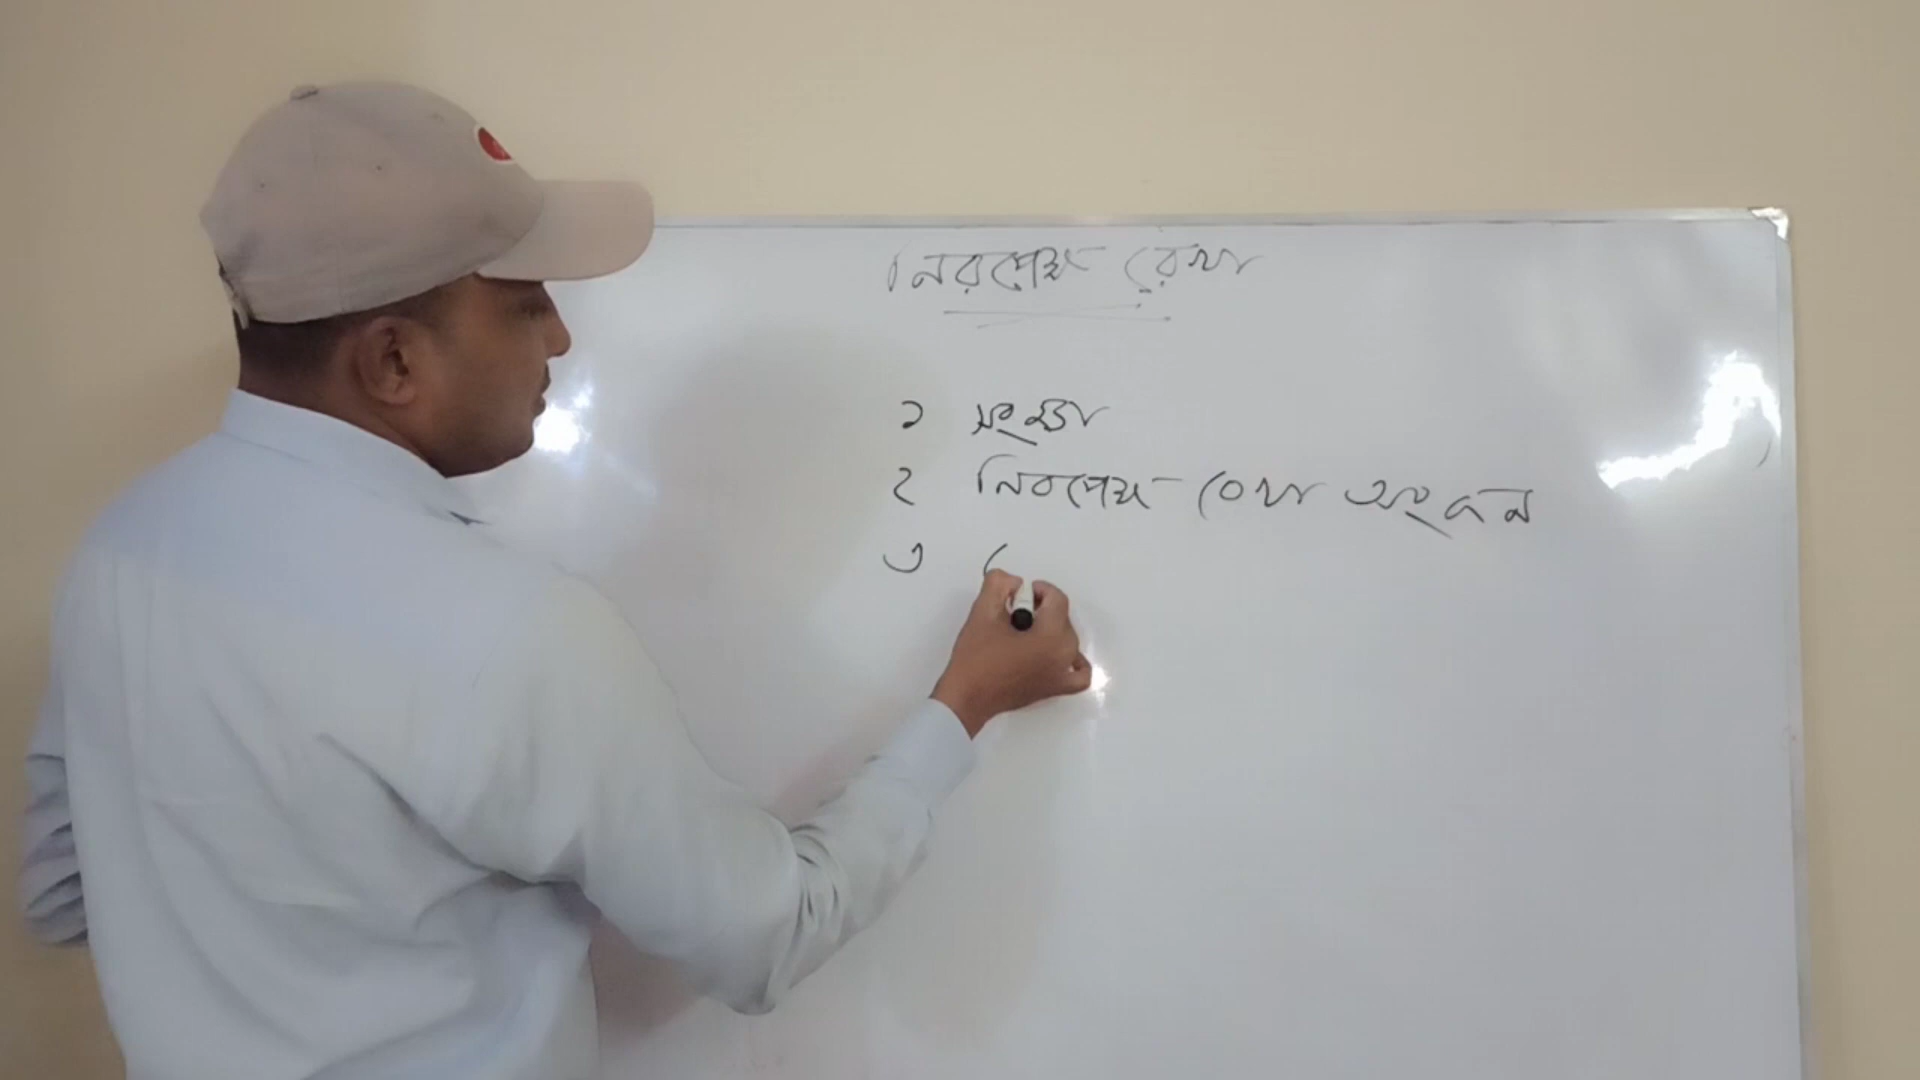 নিরপেক্ষ রেখা
১ সংজ্ঞা
২ নিরপেক্ষ রেখা অংকন
৩